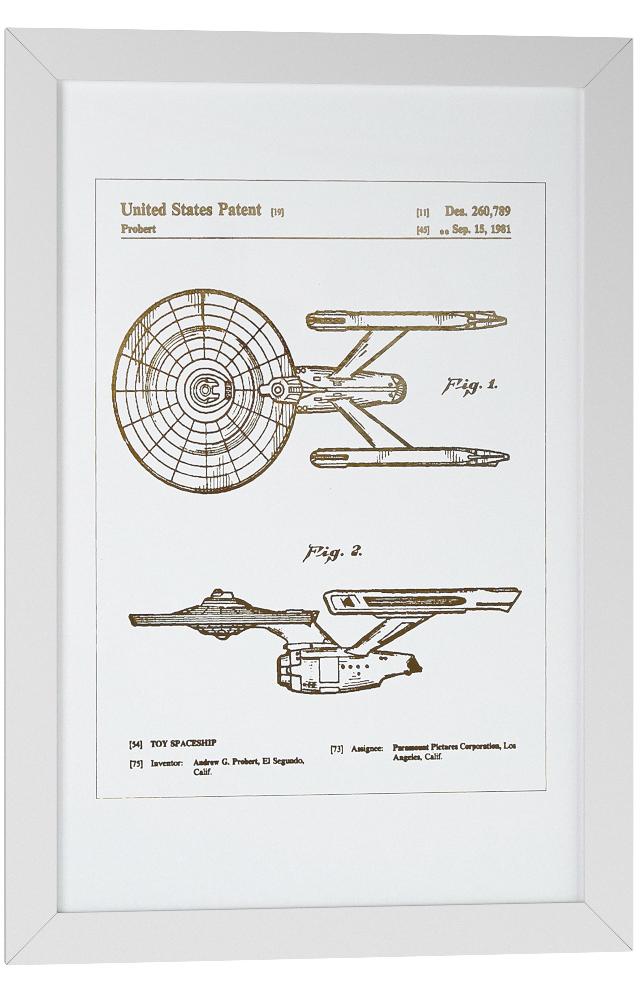 United States Patent [19]
[11] Des. 260,789
Probert
[45] ** Sep. 15, 1981
Fig. 1.
Fig. 2.
[54] TOY SPACESHIP
[75] Inventor: Andrew G. Probert, El Segundo,
Calif.
[73] Assignee: Paramount Pictures Corporation, Los
Angeles, Calif.